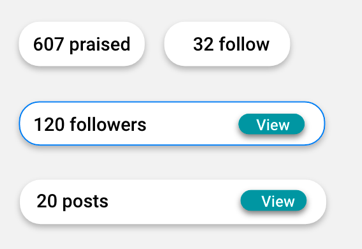 607 praised 32 follow
120 followers View
20 posts View